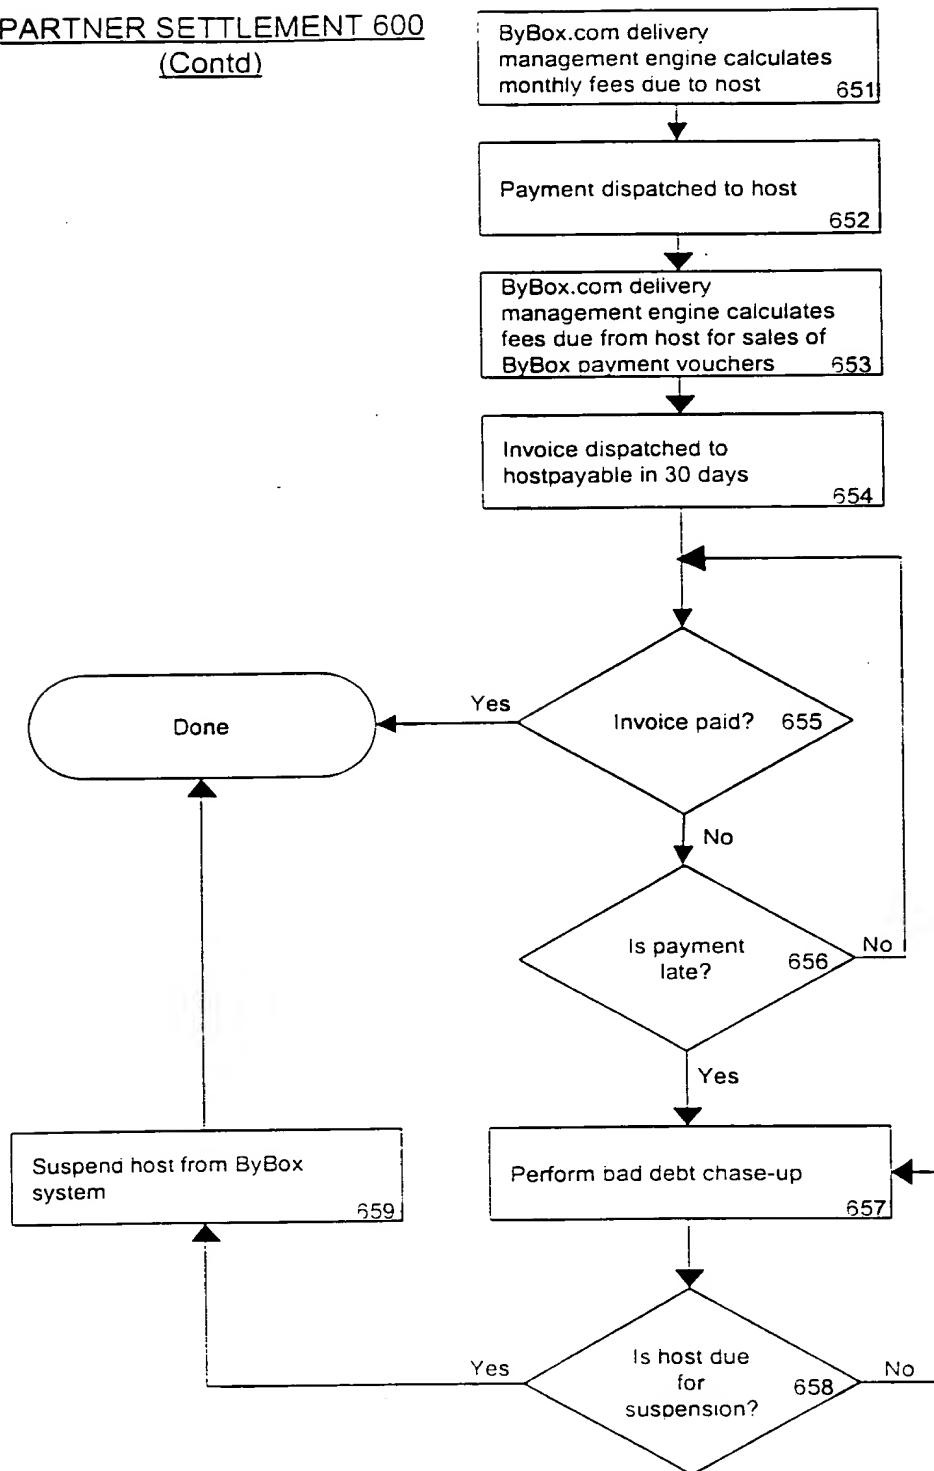 PARTNER SETTLEMENT 600
(Contd)
ByBox.com delivery
management engine calculates
monthly fees due to host
651
Payment dispatched to host
652
ByBox.com delivery
management engine calculates
fees due from host for sales of
ByBox payment vouchers
653
Invoice dispatched to
hostpayable in 30 days
654
Yes
Done
Invoice paid? 655
No
Is payment
late?
656
No
Yes
Suspend host from ByBox
system
659
Perform bad debt chase-up
657
Yes
Is host due
for
suspension?
658
No